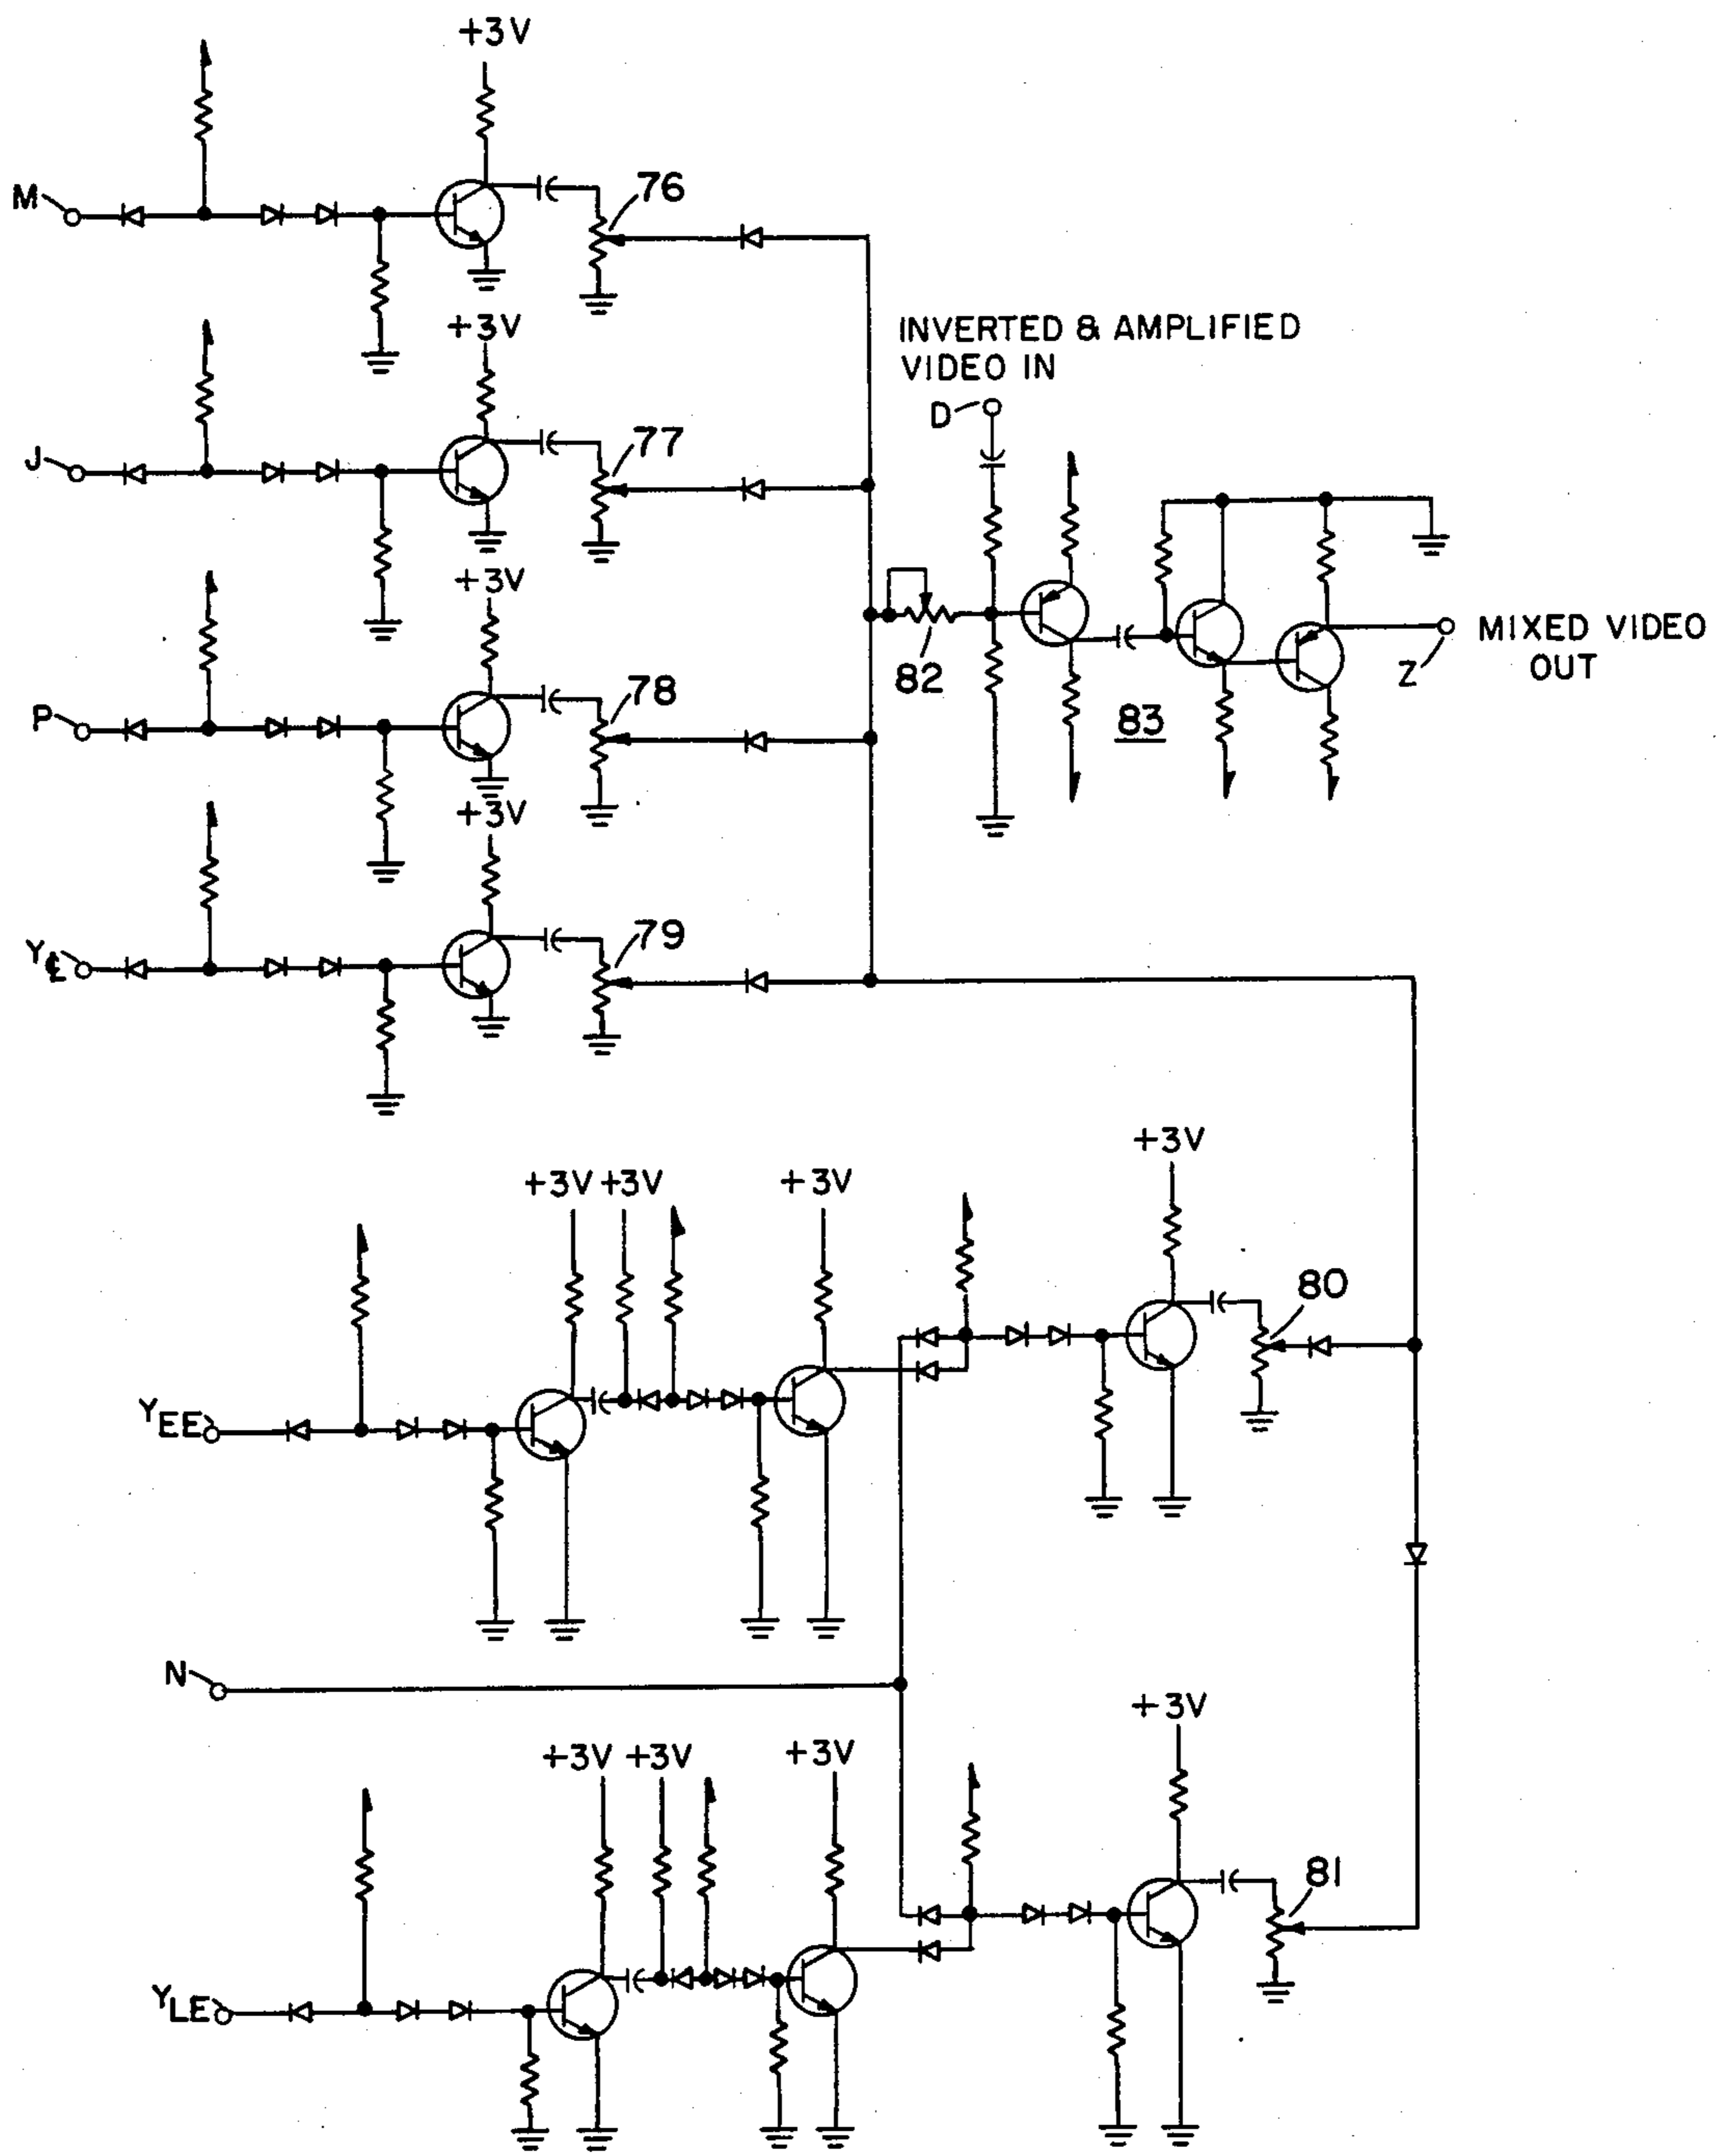 +3V
M
76
+3V
INVERTED & AMPLIFIED
VIDEO IN
D
J
77
+3V
MIXED VIDEO
OUT
Z
82
P
78
83
+3V
Y℄
79
+3V
+3V +3V
+3V
80
YEE
N
+3V
+3V +3V
+3V
81
YLE